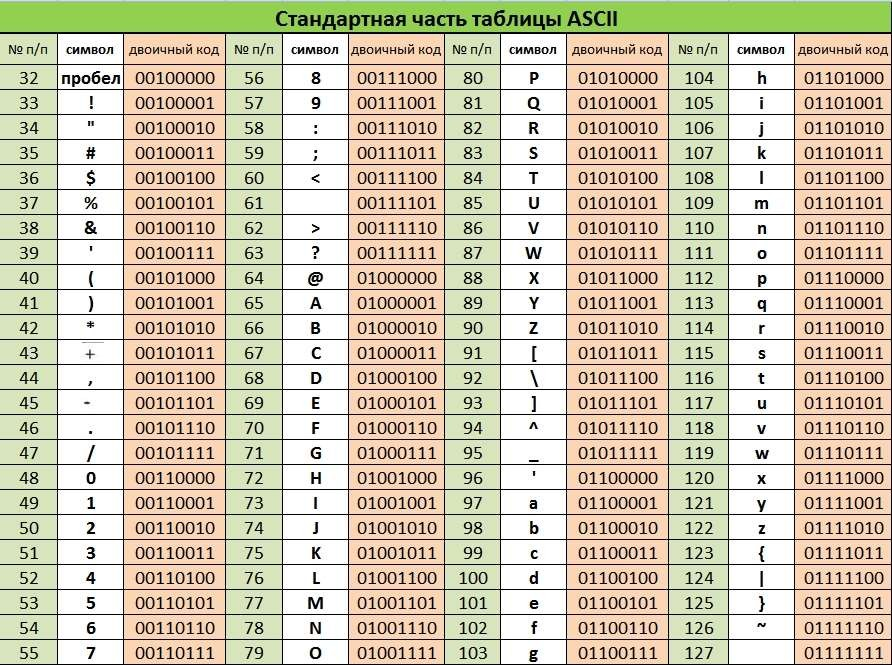 Стандартная часть таблицы ASCII
№ п/п символ двоичный код № п/п символ двоичный код № п/п символ двоичный код № п/п символ двоичный код
32 пробел 00100000 56 8 00111000 80 P 01010000 104 h 01101000
33 ! 00100001 57 9 00111001 81 Q 01010001 105 i 01101001
34 " 00100010 58 : 00111010 82 R 01010010 106 j 01101010
35 # 00100011 59 ; 00111011 83 S 01010011 107 k 01101011
36 $ 00100100 60 < 00111100 84 T 01010100 108 l 01101100
37 % 00100101 61 00111101 85 U 01010101 109 m 01101101
38 & 00100110 62 > 00111110 86 V 01010110 110 n 01101110
39 ' 00100111 63 ? 00111111 87 W 01010111 111 o 01101111
40 ( 00101000 64 @ 01000000 88 X 01011000 112 p 01110000
41 ) 00101001 65 A 01000001 89 Y 01011001 113 q 01110001
42 * 00101010 66 B 01000010 90 Z 01011010 114 r 01110010
43 + 00101011 67 C 01000011 91 [ 01011011 115 s 01110011
44 , 00101100 68 D 01000100 92 \ 01011100 116 t 01110100
45 - 00101101 69 E 01000101 93 ] 01011101 117 u 01110101
46 . 00101110 70 F 01000110 94 ^ 01011110 118 v 01110110
47 / 00101111 71 G 01000111 95 _ 01011111 119 w 01110111
48 0 00110000 72 H 01001000 96 ' 01100000 120 x 01111000
49 1 00110001 73 I 01001001 97 a 01100001 121 y 01111001
50 2 00110010 74 J 01001010 98 b 01100010 122 z 01111010
51 3 00110011 75 K 01001011 99 c 01100011 123 { 01111011
52 4 00110100 76 L 01001100 100 d 01100100 124 | 01111100
53 5 00110101 77 M 01001101 101 e 01100101 125 } 01111101
54 6 00110110 78 N 01001110 102 f 01100110 126 ~ 01111110
55 7 00110111 79 O 01001111 103 g 01100111 127 01111111